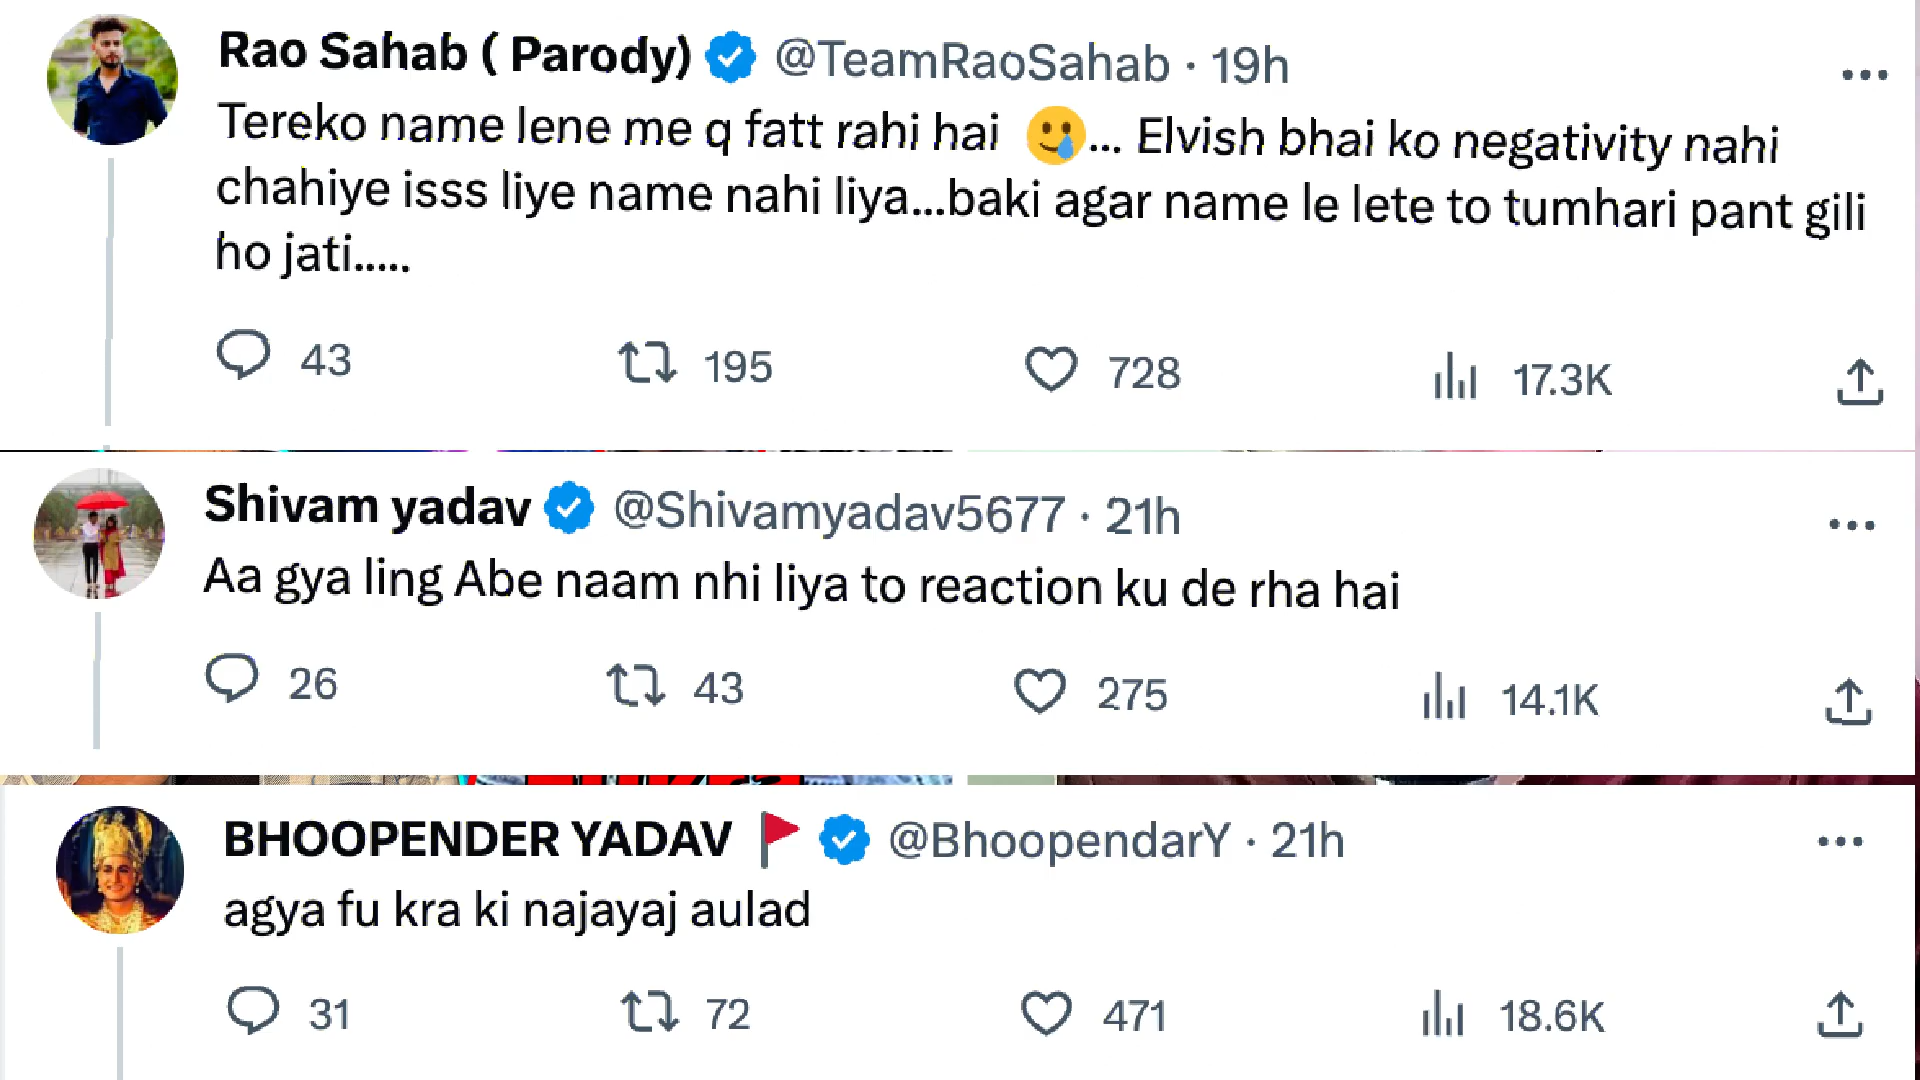 Rao Sahab ( Parody) @TeamRaoSahab · 19h
Tereko name lene me q fatt rahi hai 🥲... Elvish bhai ko negativity nahi
chahiye isss liye name nahi liya...baki agar name le lete to tumhari pant gili
ho jati.....
43 195 728 17.3K
Shivam yadav @Shivamyadav5677 · 21h
Aa gya ling Abe naam nhi liya to reaction ku de rha hai
26 43 275 14.1K
BHOOPENDER YADAV 🚩 @BhoopendarY · 21h
agya fu kra ki najayaj aulad
31 72 471 18.6K